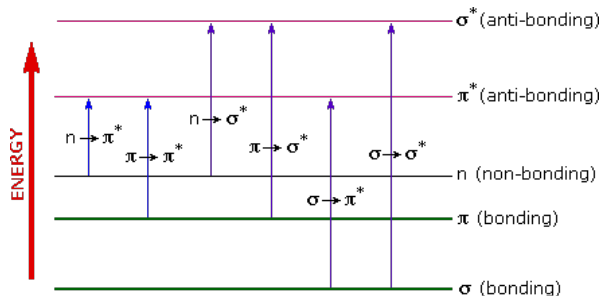 σ* (anti-bonding)
π* (anti-bonding)
n→π*
π→π*
n→σ*
π→σ*
σ→σ*
n (non-bonding)
σ→π*
π (bonding)
σ (bonding)
ENERGY